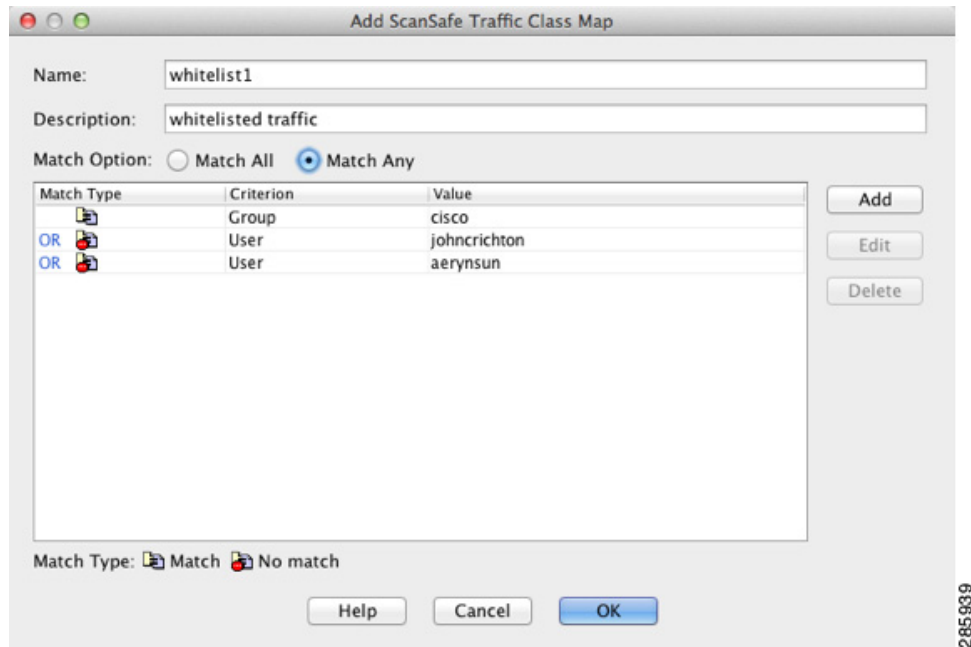 Add ScanSafe Traffic Class Map
Name: whitelist1
Description: whitelisted traffic
Match Option: Match All Match Any
Match Type Criterion Value
Group cisco
OR User johncrichton
OR User aerynsun
Add
Edit
Delete
Match Type: Match No match
Help Cancel OK
285939